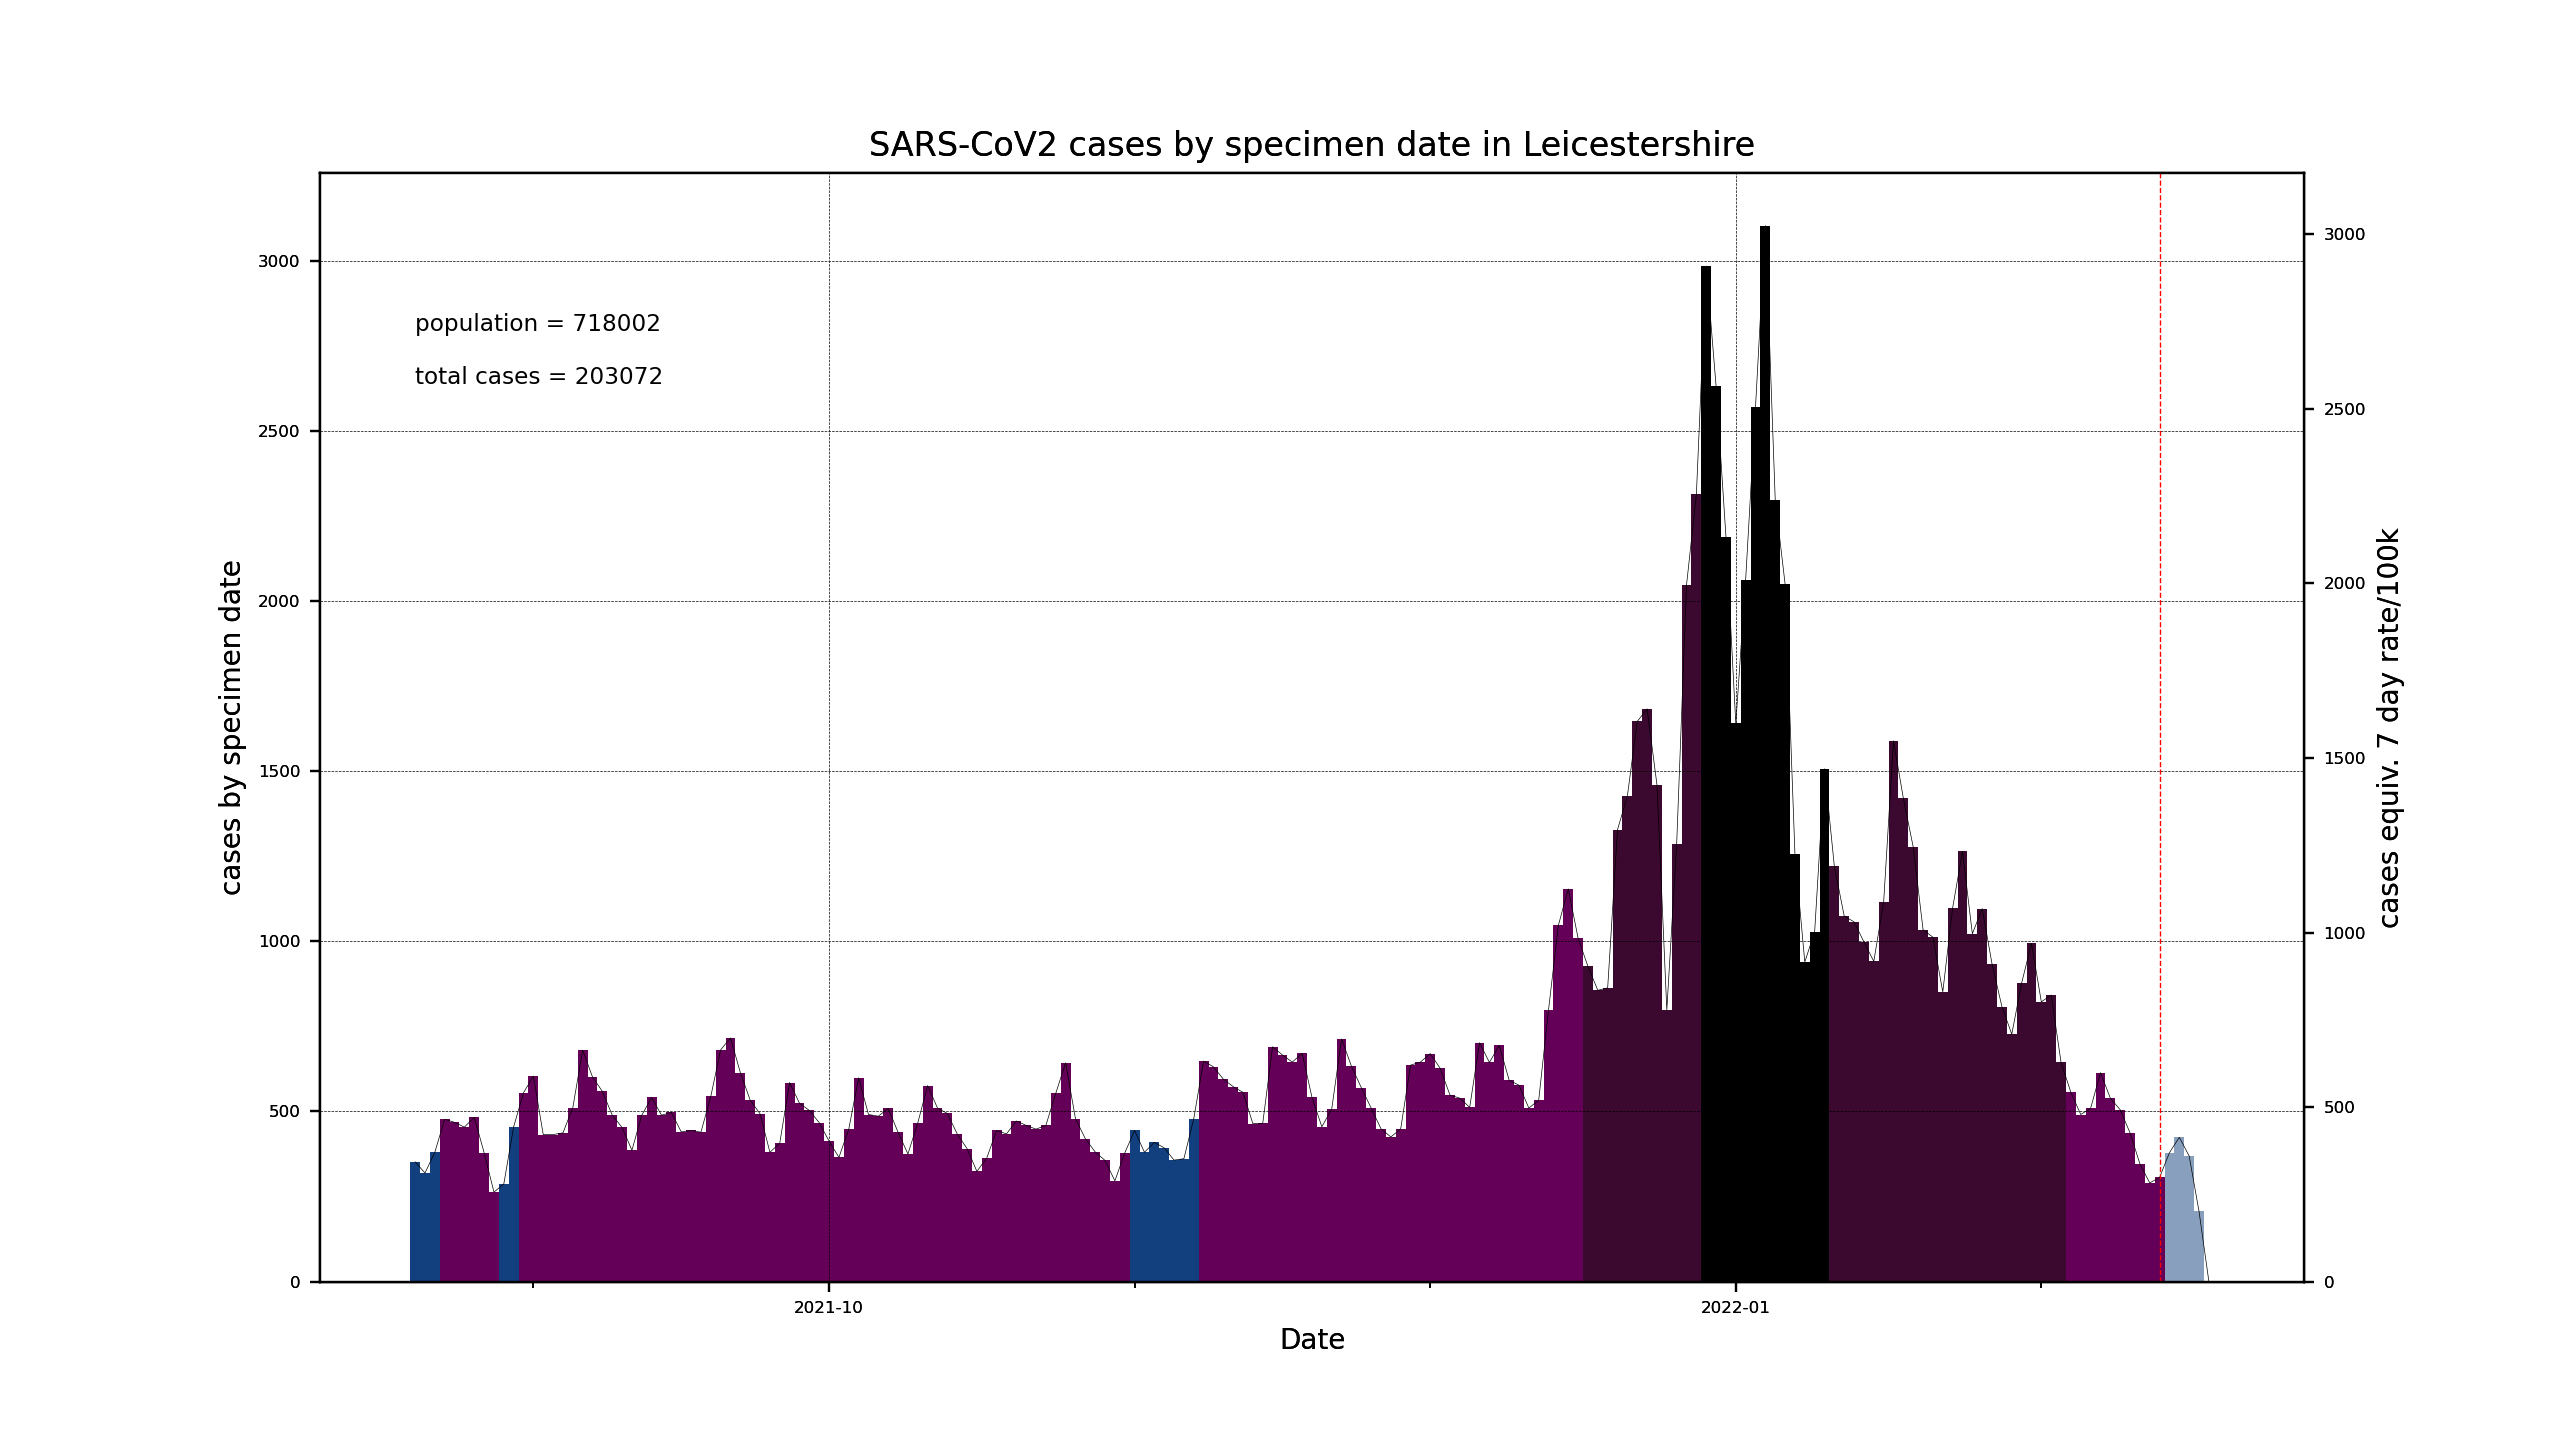 SARS-CoV2 cases by specimen date in Leicestershire
population = 718002
total cases = 203072
cases by specimen date
3000
2500
2000
1500
1000
500
0
3000
2500
2000
1500
1000
500
0
cases equiv. 7 day rate/100k
2021-10
2022-01
Date